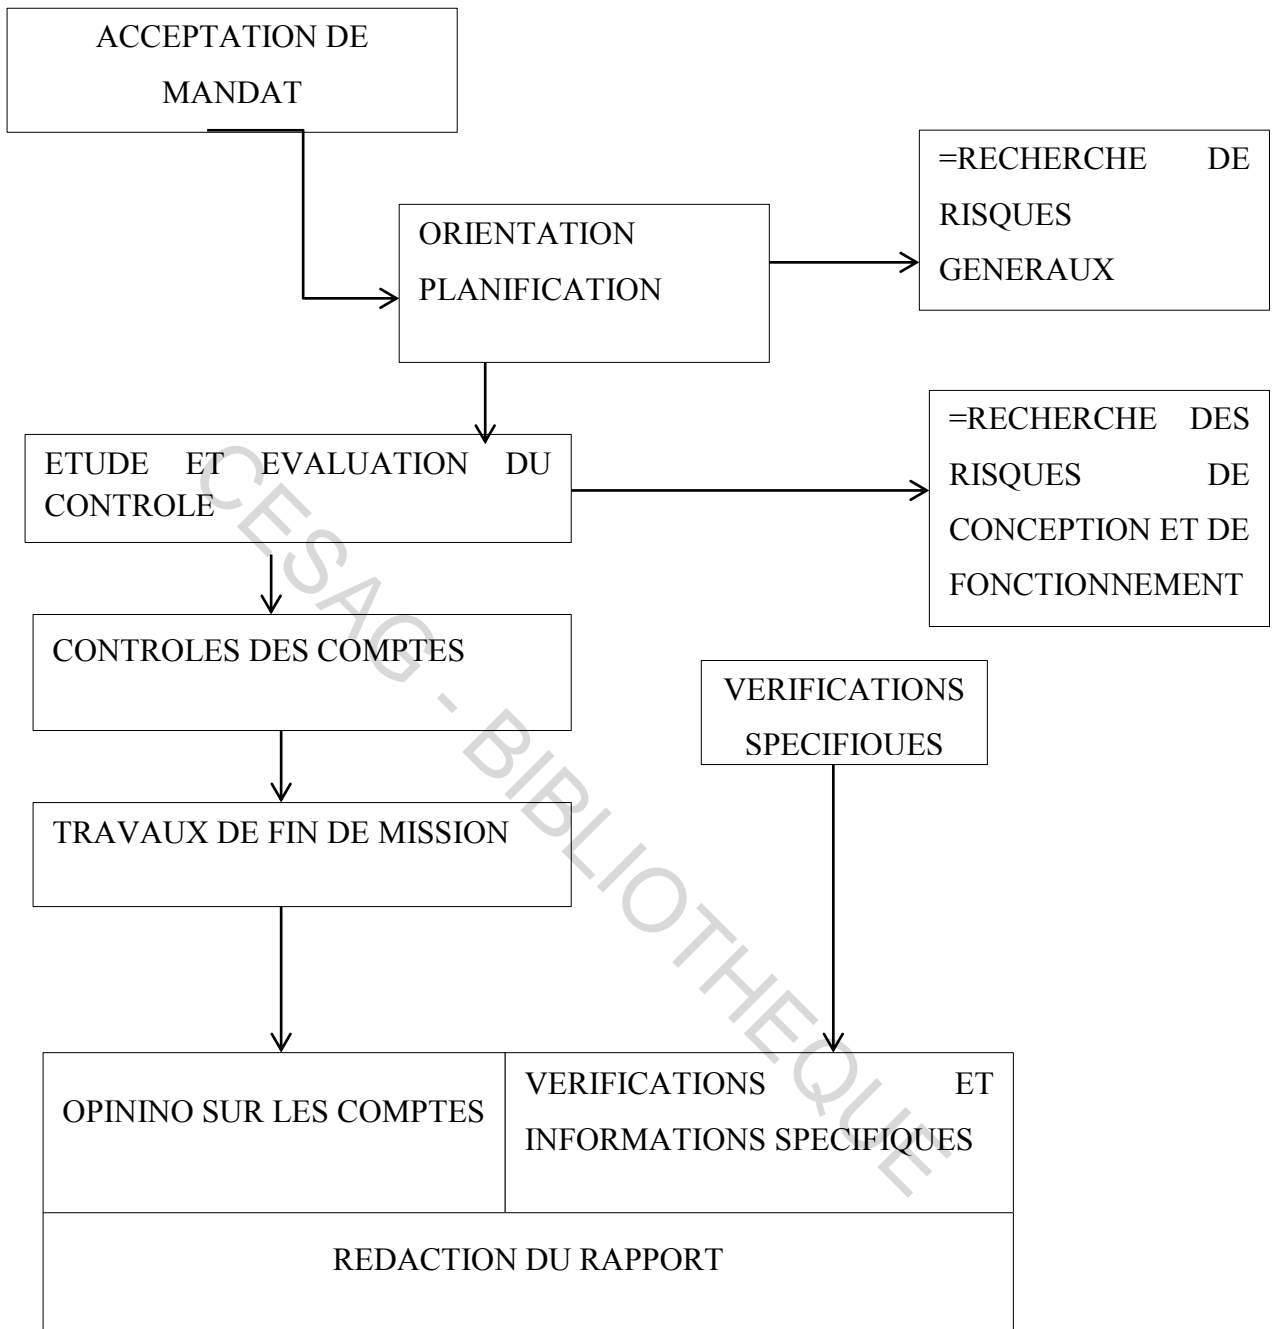 ACCEPTATION DE
MANDAT
=RECHERCHE DE
RISQUES
GENERAUX
ORIENTATION
PLANIFICATION
=RECHERCHE DES
RISQUES DE
CONCEPTION ET DE
FONCTIONNEMENT
ETUDE ET EVALUATION DU
CONTROLE
CONTROLES DES COMPTES
VERIFICATIONS
SPECIFIQUES
TRAVAUX DE FIN DE MISSION
OPININO SUR LES COMPTES
VERIFICATIONS ET
INFORMATIONS SPECIFIQUES
REDACTION DU RAPPORT
CESAG - BIBLIOTHEQUE